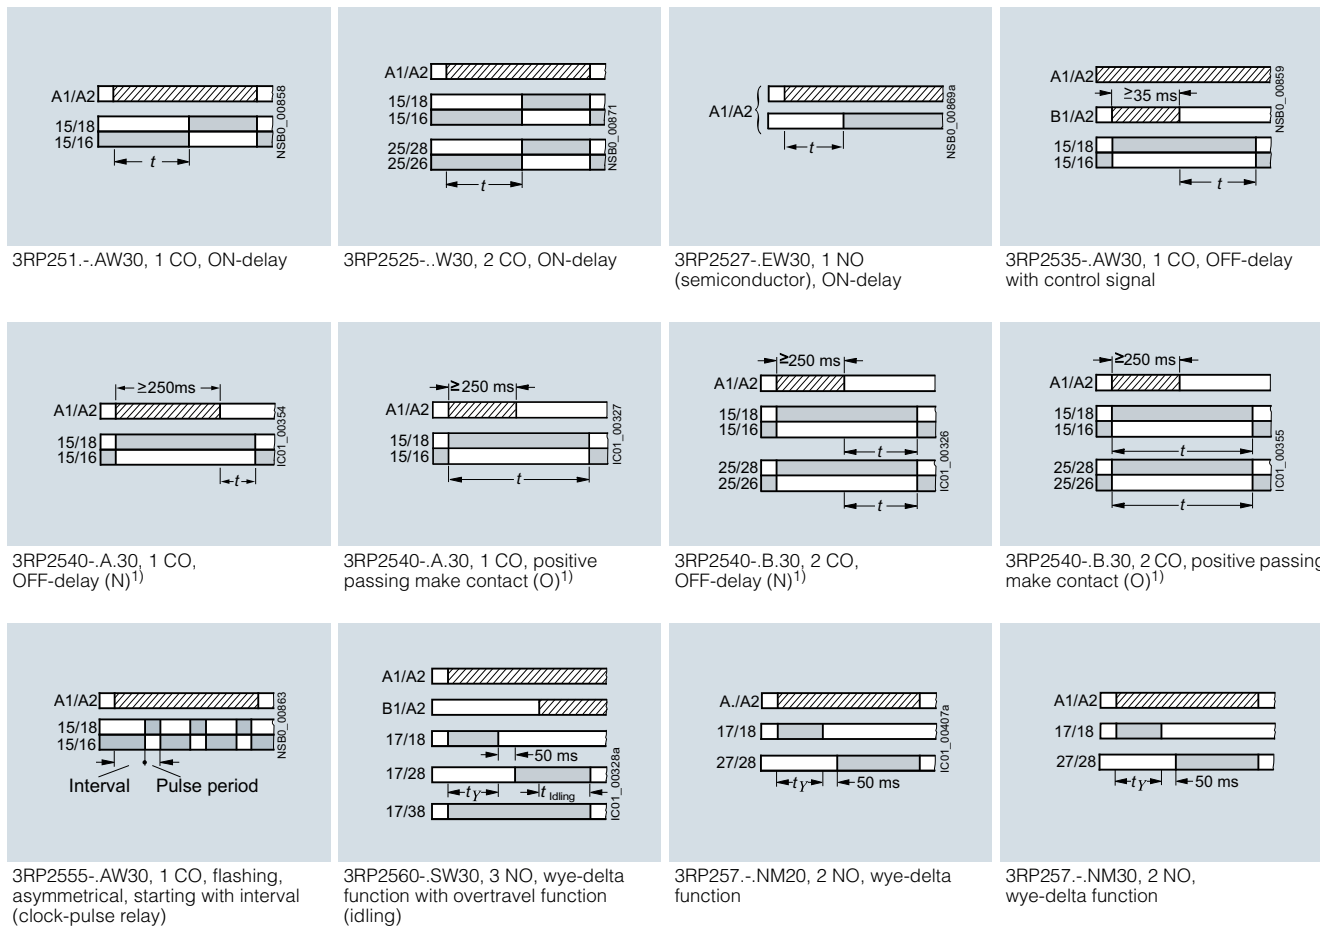 A1/A2
15/18
15/16
t
NSB0_00858
3RP251.-.AW30, 1 CO, ON-delay
A1/A2
15/18
15/16
25/28
25/26
t
NSB0_00871
3RP2525-..W30, 2 CO, ON-delay
A1/A2
t
NSB0_00869a
3RP2527-.EW30, 1 NO
(semiconductor), ON-delay
A1/A2
≥35 ms
B1/A2
15/18
15/16
t
NSB0_00859
3RP2535-.AW30, 1 CO, OFF-delay
with control signal
≥250ms
A1/A2
15/18
15/16
t
IC01_00354
3RP2540-.A.30, 1 CO,
OFF-delay (N)1)
≥250 ms
A1/A2
15/18
15/16
t
IC01_00327
3RP2540-.A.30, 1 CO, positive
passing make contact (O)1)
≥250 ms
A1/A2
15/18
15/16
t
25/28
25/26
t
IC01_00326
3RP2540-.B.30, 2 CO,
OFF-delay (N)1)
≥250 ms
A1/A2
15/18
15/16
t
25/28
25/26
t
IC01_00355
3RP2540-.B.30, 2 CO, positive passing
make contact (O)1)
A1/A2
15/18
15/16
Interval Pulse period
NSB0_00863
3RP2555-.AW30, 1 CO, flashing,
asymmetrical, starting with interval
(clock-pulse relay)
A1/A2
B1/A2
17/18
50 ms
17/28
tY t Idling
17/38
IC01_00328a
3RP2560-.SW30, 3 NO, wye-delta
function with overtravel function
(idling)
A./A2
17/18
27/28
tY 50 ms
IC01_00407a
3RP257.-.NM20, 2 NO, wye-delta
function
A1/A2
17/18
27/28
tY 50 ms
3RP257.-.NM30, 2 NO,
wye-delta function